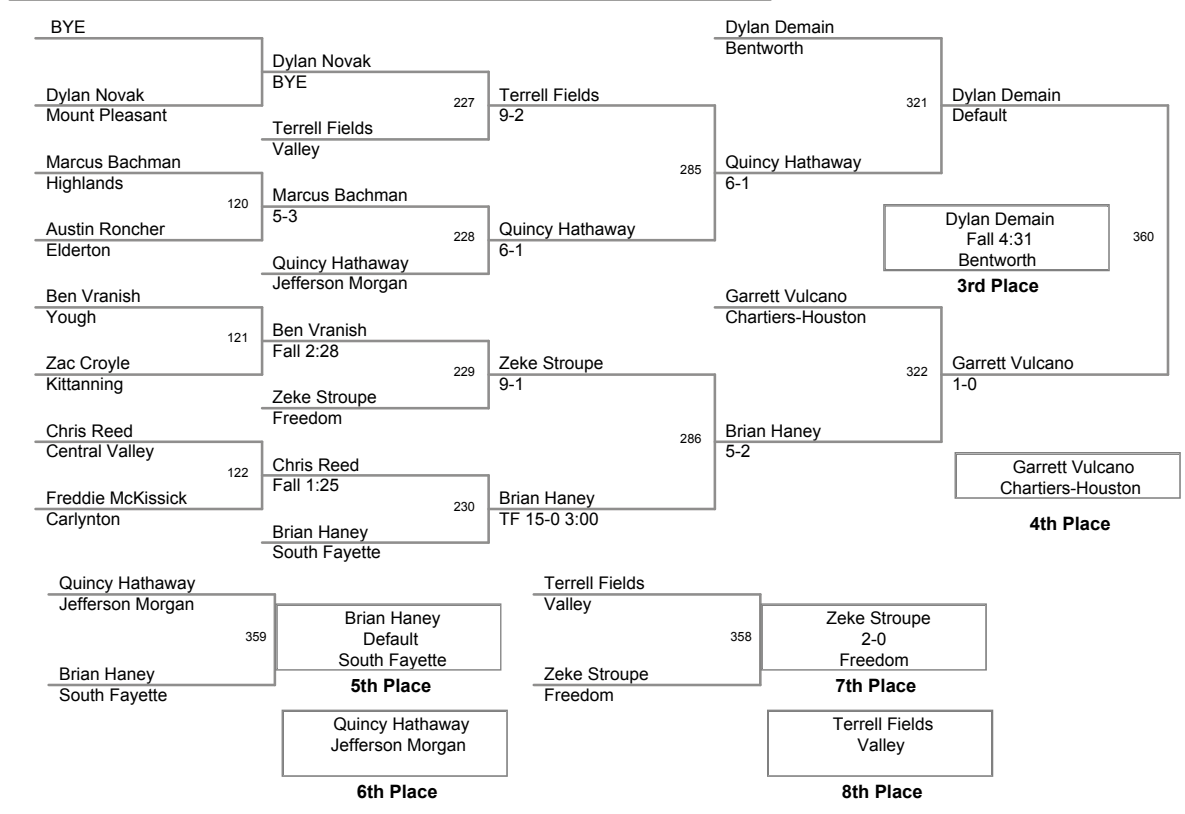 BYE
Dylan Novak
Mount Pleasant
Marcus Bachman
Highlands
120
Austin Roncher
Elderton
Ben Vranish
Yough
121
Zac Croyle
Kittanning
Chris Reed
Central Valley
122
Freddie McKissick
Carlynton
Dylan Novak
BYE
227
Terrell Fields
Valley
Marcus Bachman
5-3
228
Quincy Hathaway
Jefferson Morgan
Ben Vranish
Fall 2:28
229
Zeke Stroupe
Freedom
Chris Reed
Fall 1:25
230
Brian Haney
South Fayette
Terrell Fields
9-2
285
Quincy Hathaway
6-1
Zeke Stroupe
9-1
286
Brian Haney
TF 15-0 3:00
Dylan Demain
Bentworth
321
Quincy Hathaway
6-1
Garrett Vulcano
Chartiers-Houston
322
Brian Haney
5-2
Dylan Demain
Default
360
Garrett Vulcano
1-0
Dylan Demain
Fall 4:31
Bentworth
3rd Place
Garrett Vulcano
Chartiers-Houston
4th Place
Quincy Hathaway
Jefferson Morgan
359
Brian Haney
South Fayette
Brian Haney
Default
South Fayette
5th Place
Quincy Hathaway
Jefferson Morgan
6th Place
Terrell Fields
Valley
358
Zeke Stroupe
Freedom
Zeke Stroupe
2-0
Freedom
7th Place
Terrell Fields
Valley
8th Place